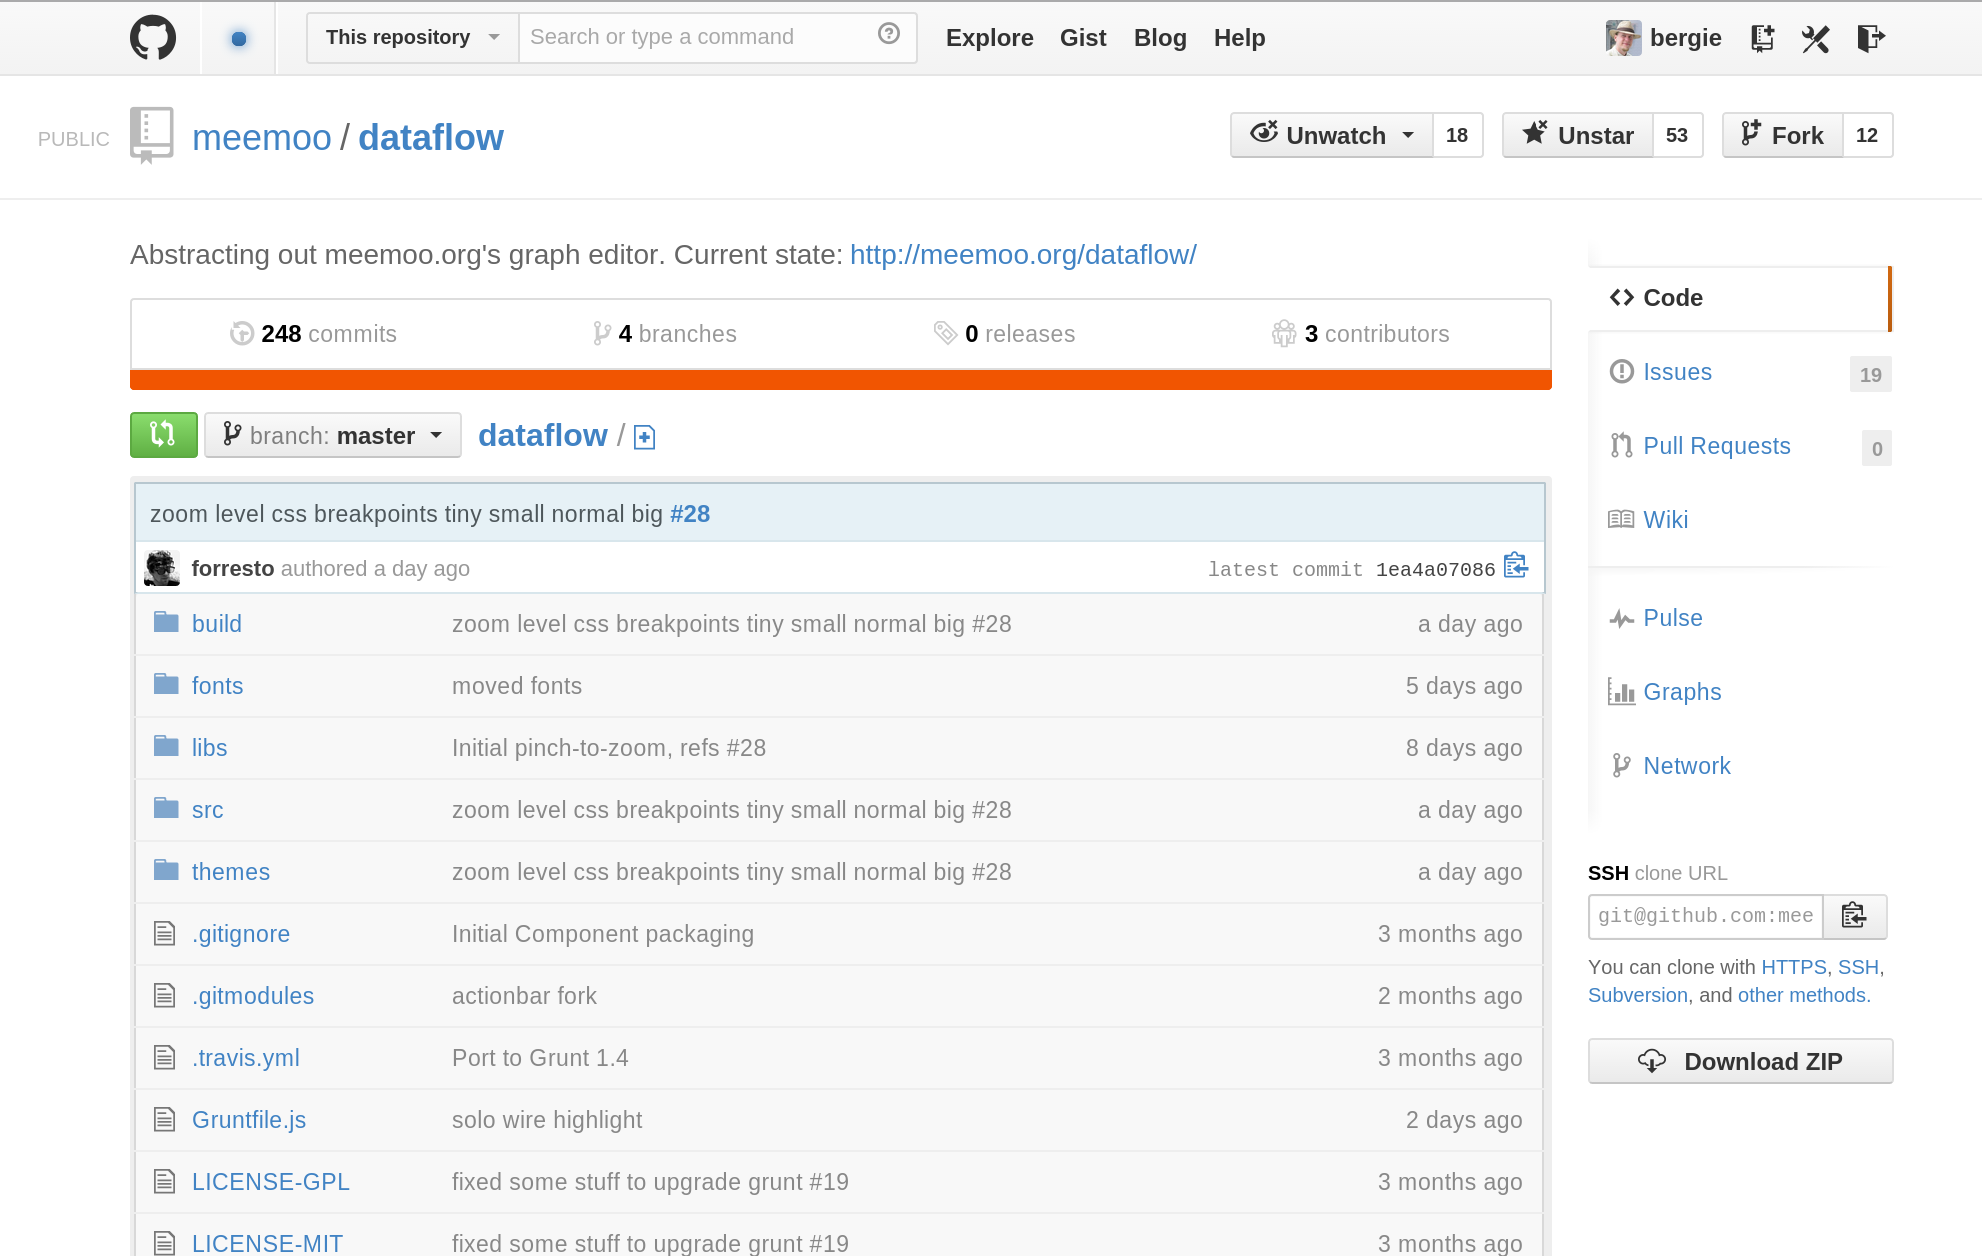 This repository Search or type a command Explore Gist Blog Help bergie
PUBLIC meemoo / dataflow Unwatch 18 Unstar 53 Fork 12
Abstracting out meemoo.org's graph editor. Current state: http://meemoo.org/dataflow/
248 commits 4 branches 0 releases 3 contributors
branch: master dataflow /
zoom level css breakpoints tiny small normal big #28
forresto authored a day ago latest commit 1ea4a07086
build zoom level css breakpoints tiny small normal big #28 a day ago
fonts moved fonts 5 days ago
libs Initial pinch-to-zoom, refs #28 8 days ago
src zoom level css breakpoints tiny small normal big #28 a day ago
themes zoom level css breakpoints tiny small normal big #28 a day ago
.gitignore Initial Component packaging 3 months ago
.gitmodules actionbar fork 2 months ago
.travis.yml Port to Grunt 1.4 3 months ago
Gruntfile.js solo wire highlight 2 days ago
LICENSE-GPL fixed some stuff to upgrade grunt #19 3 months ago
LICENSE-MIT fixed some stuff to upgrade grunt #19 3 months ago
Code
Issues 19
Pull Requests 0
Wiki
Pulse
Graphs
Network
SSH clone URL
git@github.com:mee
You can clone with HTTPS, SSH,
Subversion, and other methods.
Download ZIP